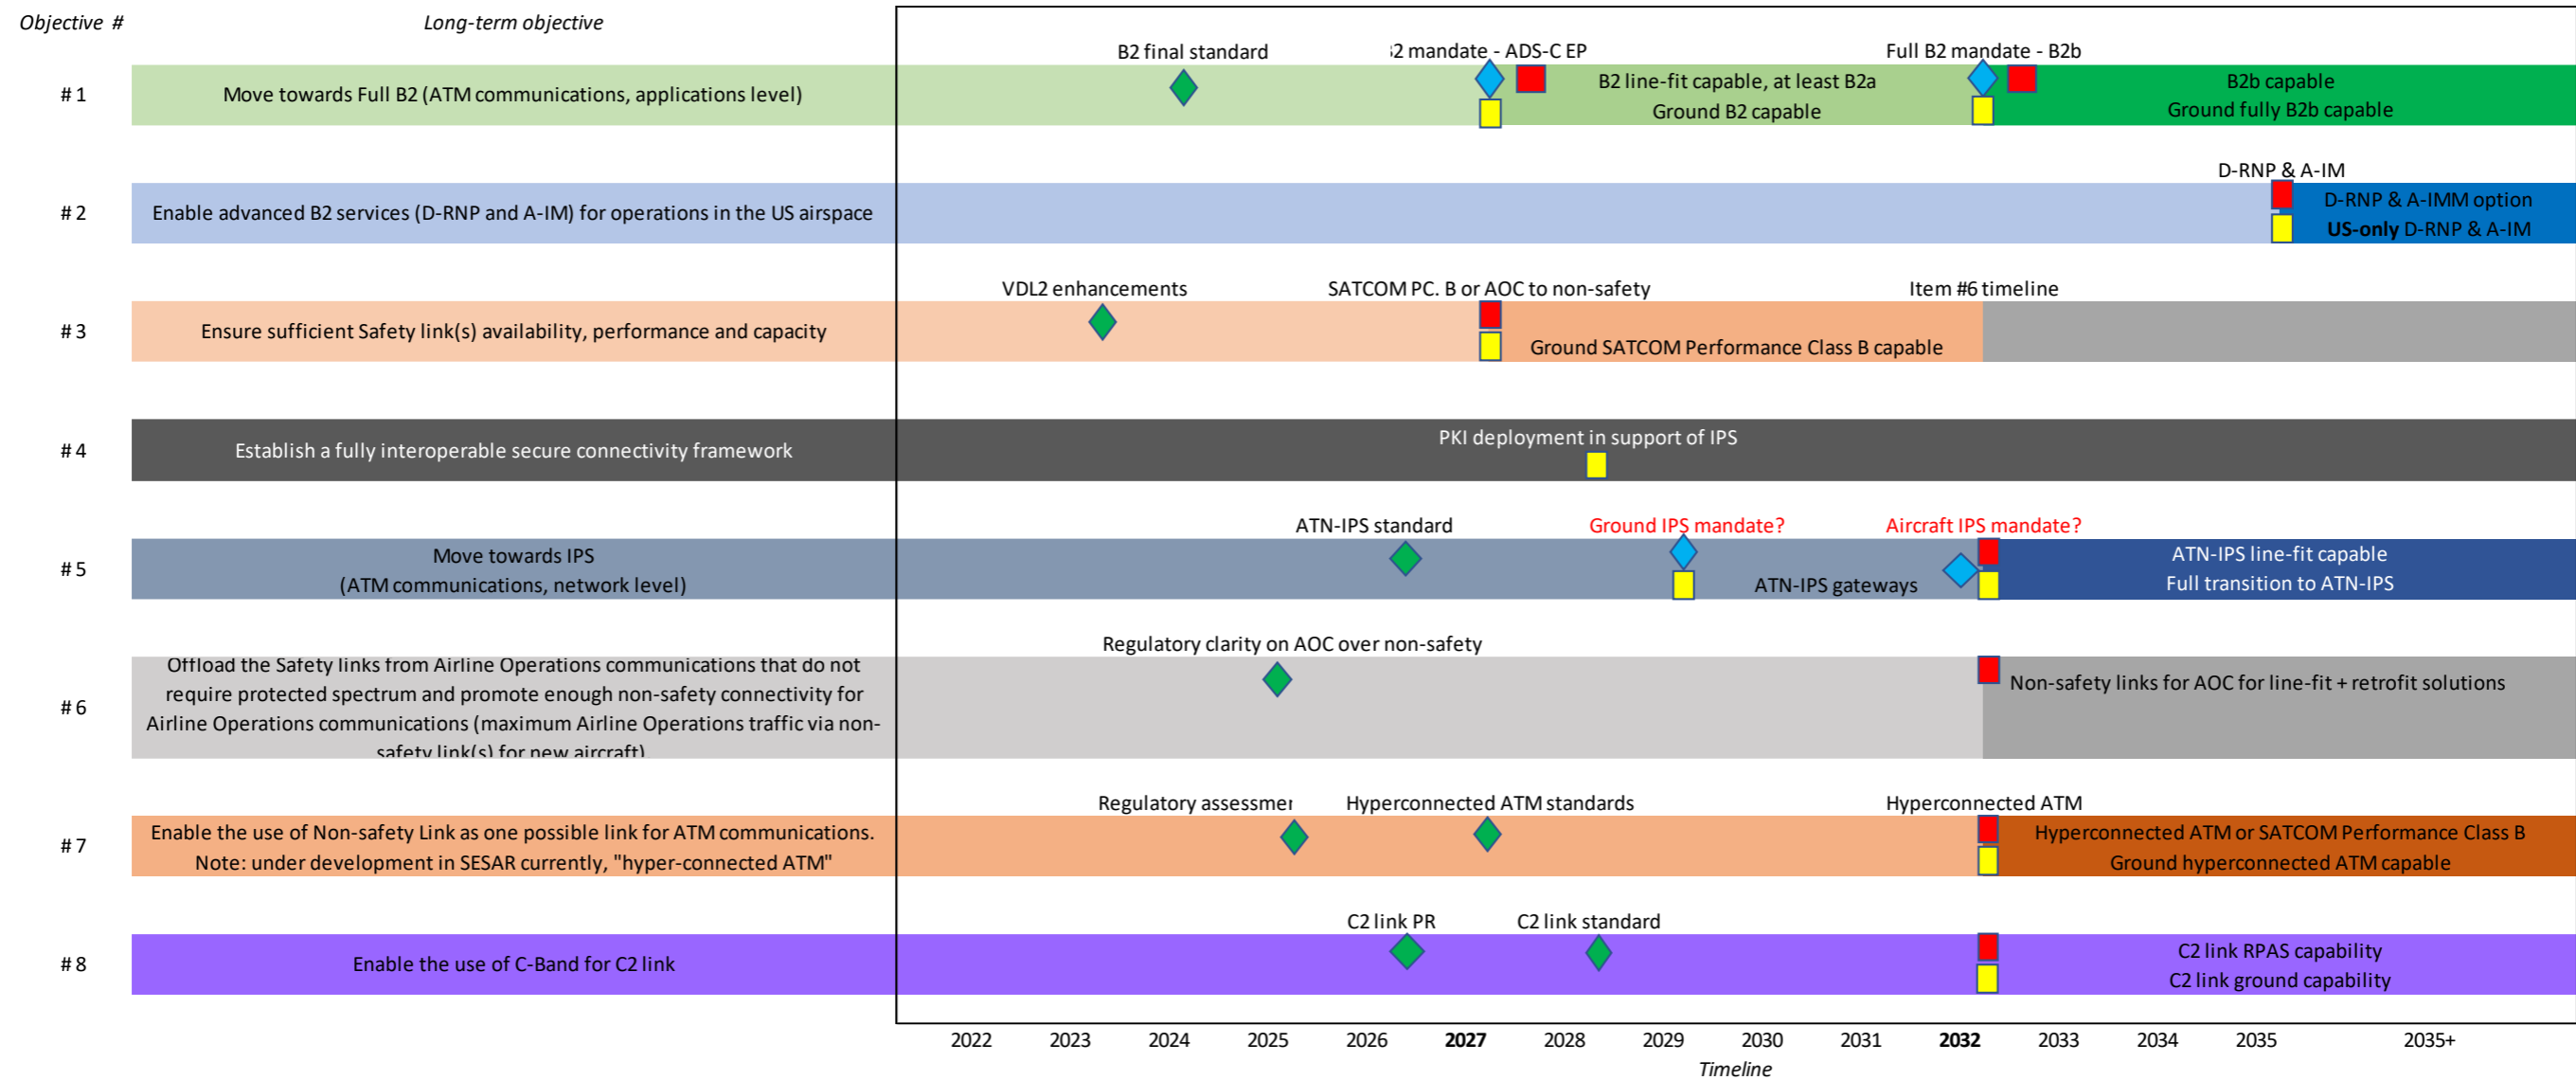 Objective #
Long-term objective
B2 final standard
32 mandate - ADS-C EP
Full B2 mandate - B2b
# 1
Move towards Full B2 (ATM communications, applications level)
B2 line-fit capable, at least B2a
Ground B2 capable
B2b capable
Ground fully B2b capable
D-RNP & A-IM
# 2
Enable advanced B2 services (D-RNP and A-IM) for operations in the US airspace
D-RNP & A-IMM option
US-only D-RNP & A-IM
VDL2 enhancements
SATCOM PC. B or AOC to non-safety
Item #6 timeline
# 3
Ensure sufficient Safety link(s) availability, performance and capacity
Ground SATCOM Performance Class B capable
# 4
Establish a fully interoperable secure connectivity framework
PKI deployment in support of IPS
ATN-IPS standard
Ground IPS mandate?
Aircraft IPS mandate?
# 5
Move towards IPS
(ATM communications, network level)
ATN-IPS gateways
ATN-IPS line-fit capable
Full transition to ATN-IPS
Regulatory clarity on AOC over non-safety
# 6
Offload the Safety links from Airline Operations communications that do not
require protected spectrum and promote enough non-safety connectivity for
Airline Operations communications (maximum Airline Operations traffic via non-
safety link(s) for new aircraft)
Non-safety links for AOC for line-fit + retrofit solutions
Regulatory assessmen
Hyperconnected ATM standards
Hyperconnected ATM
# 7
Enable the use of Non-safety Link as one possible link for ATM communications.
Note: under development in SESAR currently, "hyper-connected ATM"
Hyperconnected ATM or SATCOM Performance Class B
Ground hyperconnected ATM capable
C2 link PR
C2 link standard
# 8
Enable the use of C-Band for C2 link
C2 link RPAS capability
C2 link ground capability
2022 2023 2024 2025 2026 2027 2028 2029 2030 2031 2032 2033 2034 2035 2035+
Timeline